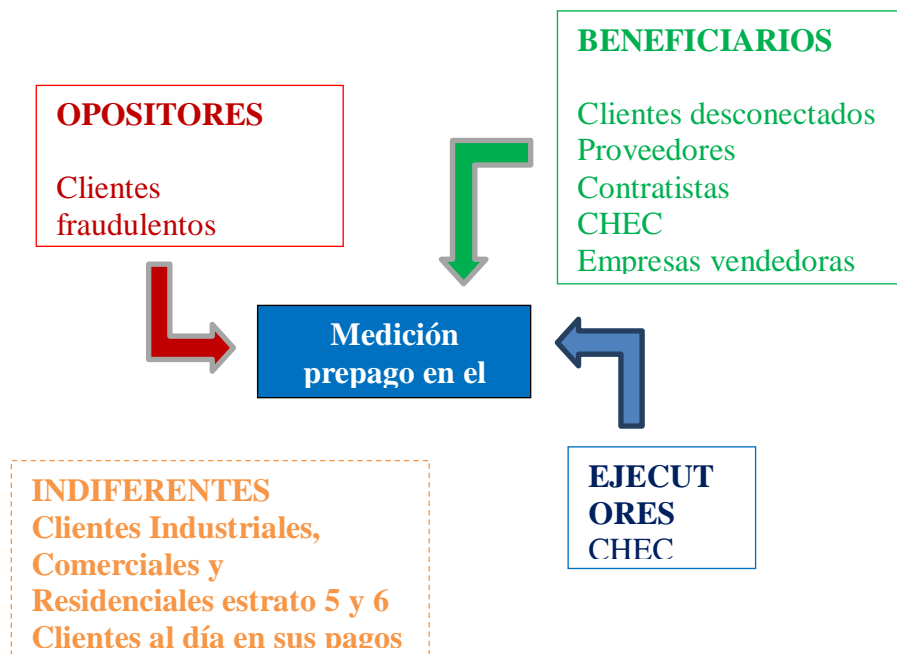 OPOSITORES
Clientes
fraudulentos
BENEFICIARIOS
Clientes desconectados
Proveedores
Contratistas
CHEC
Empresas vendedoras
Medición
prepago en el
INDIFERENTES
Clientes Industriales,
Comerciales y
Residenciales estrato 5 y 6
Clientes al día en sus pagos
EJECUT
ORES
CHEC